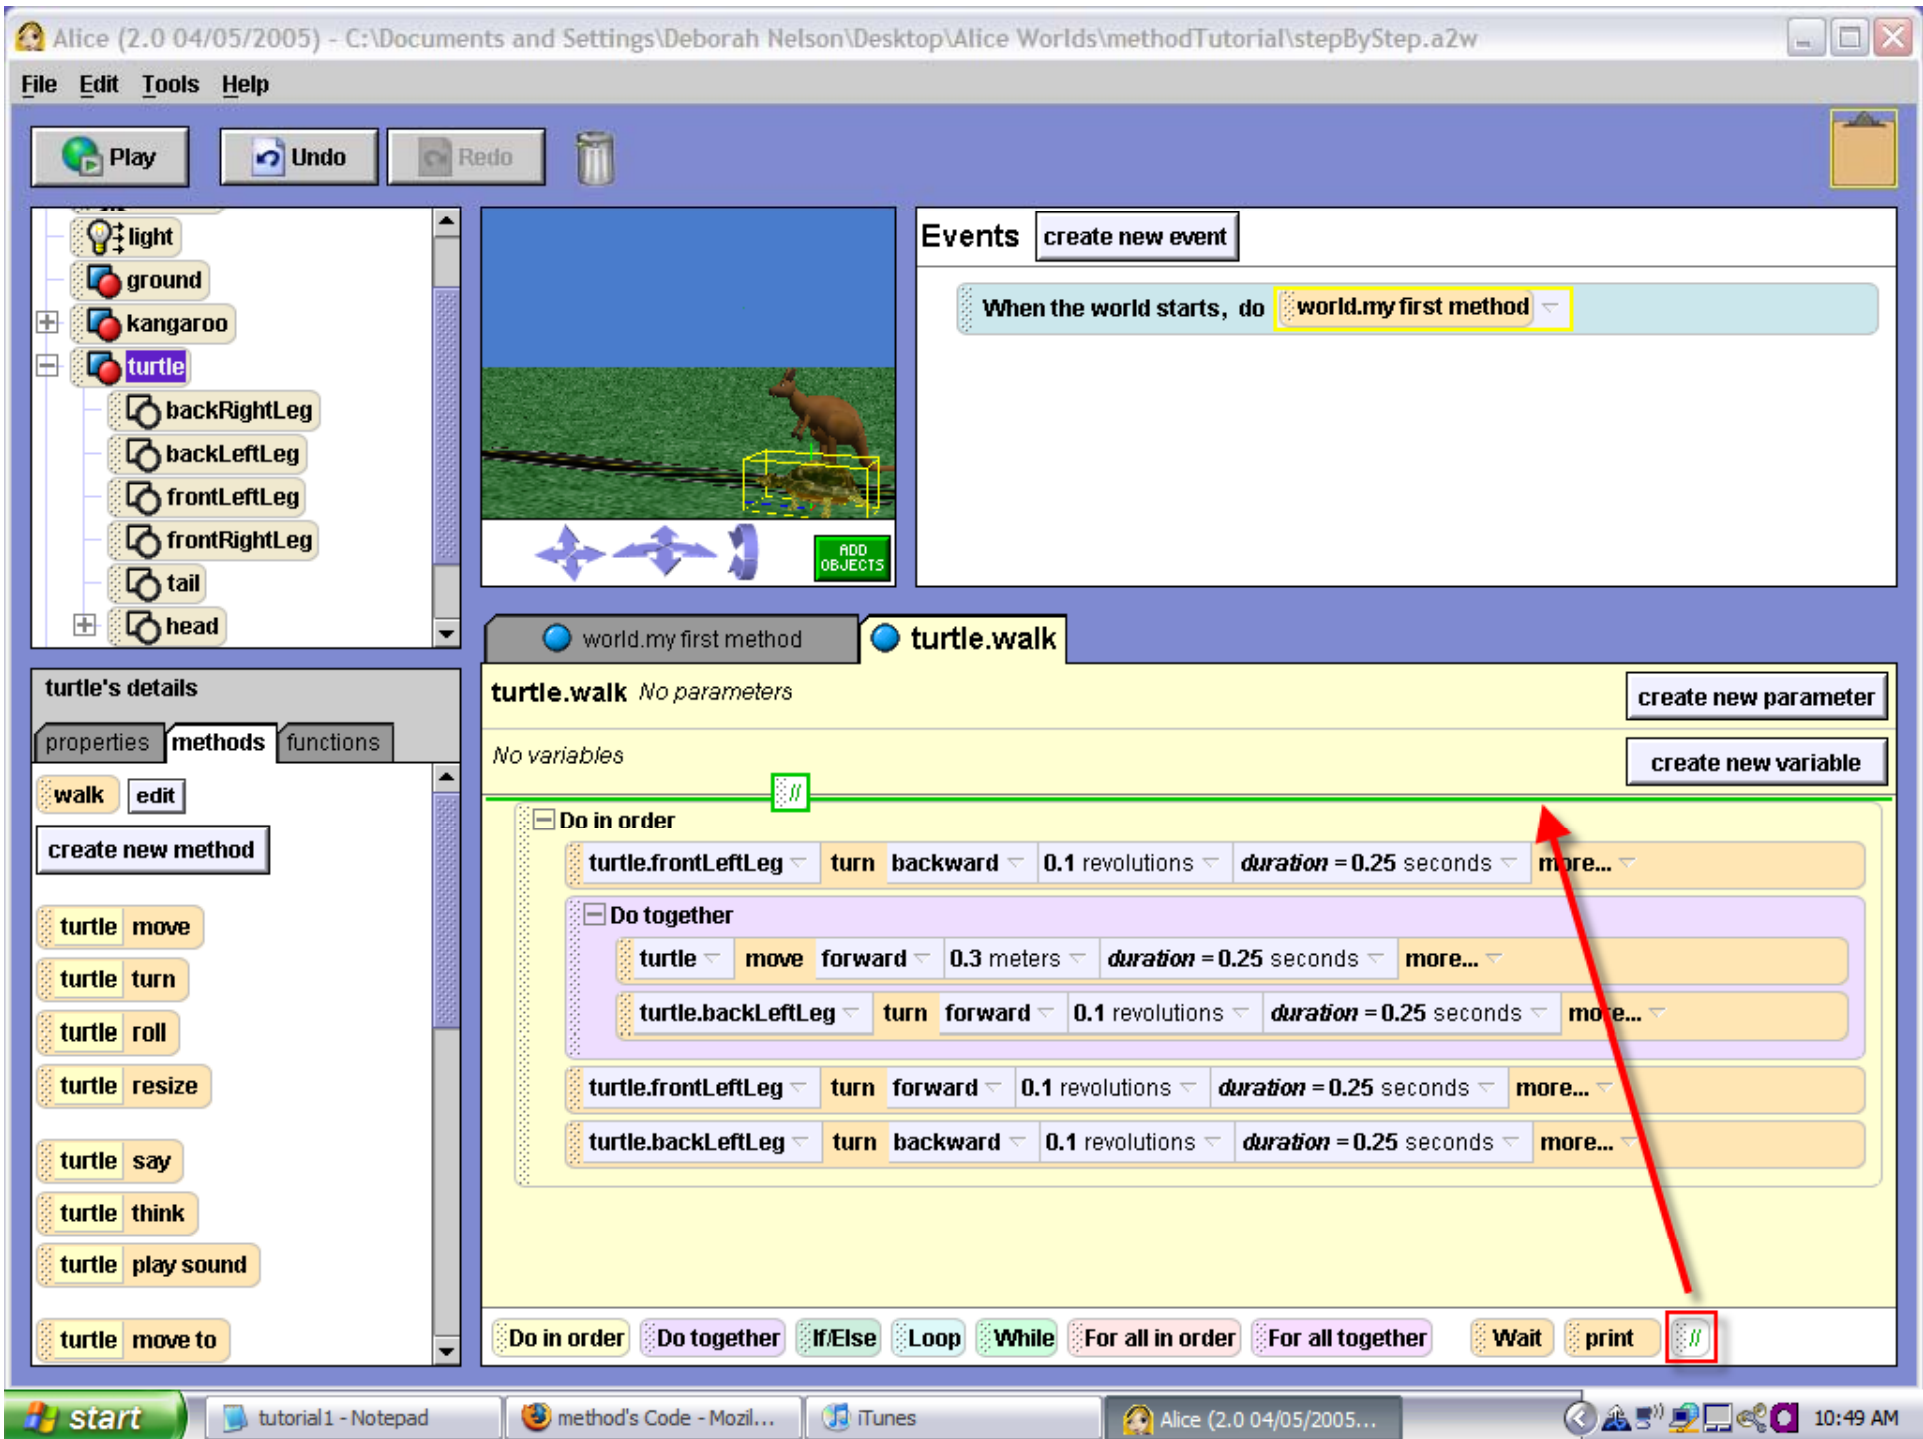 Alice (2.0 04/05/2005) - C:\Documents and Settings\Deborah Nelson\Desktop\Alice Worlds\methodTutorial\stepByStep.a2w
File Edit Tools Help
Play Undo Redo
light
ground
kangaroo
turtle
backRightLeg
backLeftLeg
frontLeftLeg
frontRightLeg
tail
head
ADD
OBJECTS
Events create new event
When the world starts, do world.my first method
turtle's details
properties methods functions
walk edit
create new method
turtle move
turtle turn
turtle roll
turtle resize
turtle say
turtle think
turtle play sound
turtle move to
world.my first method turtle.walk
turtle.walk No parameters create new parameter
No variables create new variable
//
Do in order
turtle.frontLeftLeg turn backward 0.1 revolutions duration = 0.25 seconds more...
Do together
turtle move forward 0.3 meters duration = 0.25 seconds more...
turtle.backLeftLeg turn forward 0.1 revolutions duration = 0.25 seconds more...
turtle.frontLeftLeg turn forward 0.1 revolutions duration = 0.25 seconds more...
turtle.backLeftLeg turn backward 0.1 revolutions duration = 0.25 seconds more...
Do in order Do together If/Else Loop While For all in order For all together Wait print //
start tutorial1 - Notepad method's Code - Mozil... iTunes Alice (2.0 04/05/2005... 10:49 AM